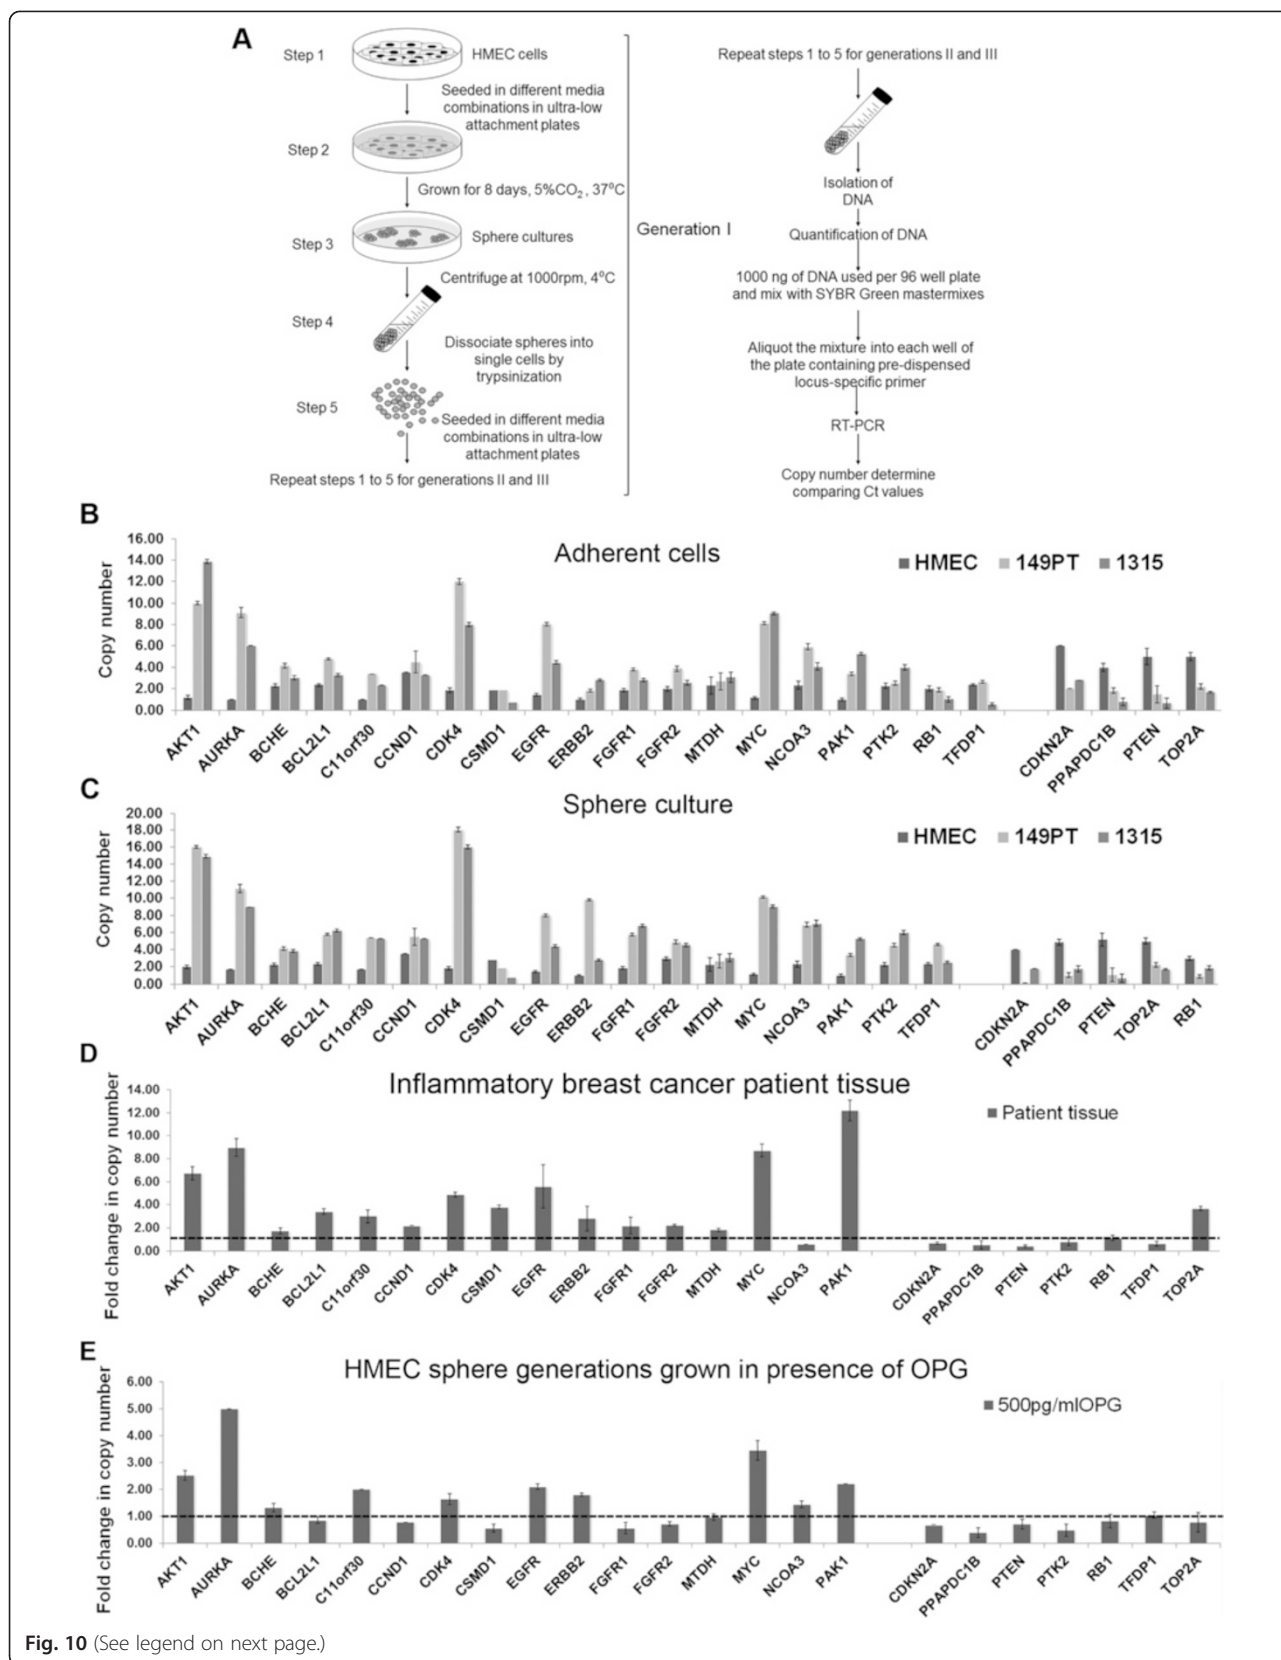 A
Step 1
HMEC cells
Seeded in different media
combinations in ultra-low
attachment plates
Step 2
Grown for 8 days, 5%CO₂ , 37°C
Step 3
Sphere cultures
Centrifuge at 1000rpm, 4°C
Step 4
Dissociate spheres into
single cells by
trypsinization
Step 5
Seeded in different media
combinations in ultra-low
attachment plates
Repeat steps 1 to 5 for generations II and III
Generation I
Repeat steps 1 to 5 for generations II and III
Isolation of
DNA
Quantification of DNA
1000 ng of DNA used per 96 well plate
and mix with SYBR Green mastermixes
Aliquot the mixture into each well of
the plate containing pre-dispensed
locus-specific primer
RT-PCR
Copy number determine
comparing Ct values
B
Adherent cells
HMEC 149PT 1315
Copy number
16.00
14.00
12.00
10.00
8.00
6.00
4.00
2.00
0.00
AKT1 AURKA BCHE BCL2L1 C11orf30 CCND1 CDK4 CSMD1 EGFR ERBB2 FGFR1 FGFR2 MTDH MYC NCOA3 PAK1 PTK2 RB1 TFDP1 CDKN2A PPAPDC1B PTEN TOP2A
C
Sphere culture
HMEC 149PT 1315
Copy number
20.00
18.00
16.00
14.00
12.00
10.00
8.00
6.00
4.00
2.00
0.00
AKT1 AURKA BCHE BCL2L1 C11orf30 CCND1 CDK4 CSMD1 EGFR ERBB2 FGFR1 FGFR2 MTDH MYC NCOA3 PAK1 PTK2 TFDP1 CDKN2A PPAPDC1B PTEN TOP2A RB1
D
Inflammatory breast cancer patient tissue
Patient tissue
Fold change in copy number
14.00
12.00
10.00
8.00
6.00
4.00
2.00
0.00
AKT1 AURKA BCHE BCL2L1 C11orf30 CCND1 CDK4 CSMD1 EGFR ERBB2 FGFR1 FGFR2 MTDH MYC NCOA3 PAK1 CDKN2A PPAPDC1B PTEN PTK2 RB1 TFDP1 TOP2A
E
HMEC sphere generations grown in presence of OPG
500pg/mlOPG
Fold change in copy number
6.00
5.00
4.00
3.00
2.00
1.00
0.00
AKT1 AURKA BCHE BCL2L1 C11orf30 CCND1 CDK4 CSMD1 EGFR ERBB2 FGFR1 FGFR2 MTDH MYC NCOA3 PAK1 CDKN2A PPAPDC1B PTEN PTK2 RB1 TFDP1 TOP2A
Fig. 10 (See legend on next page.)